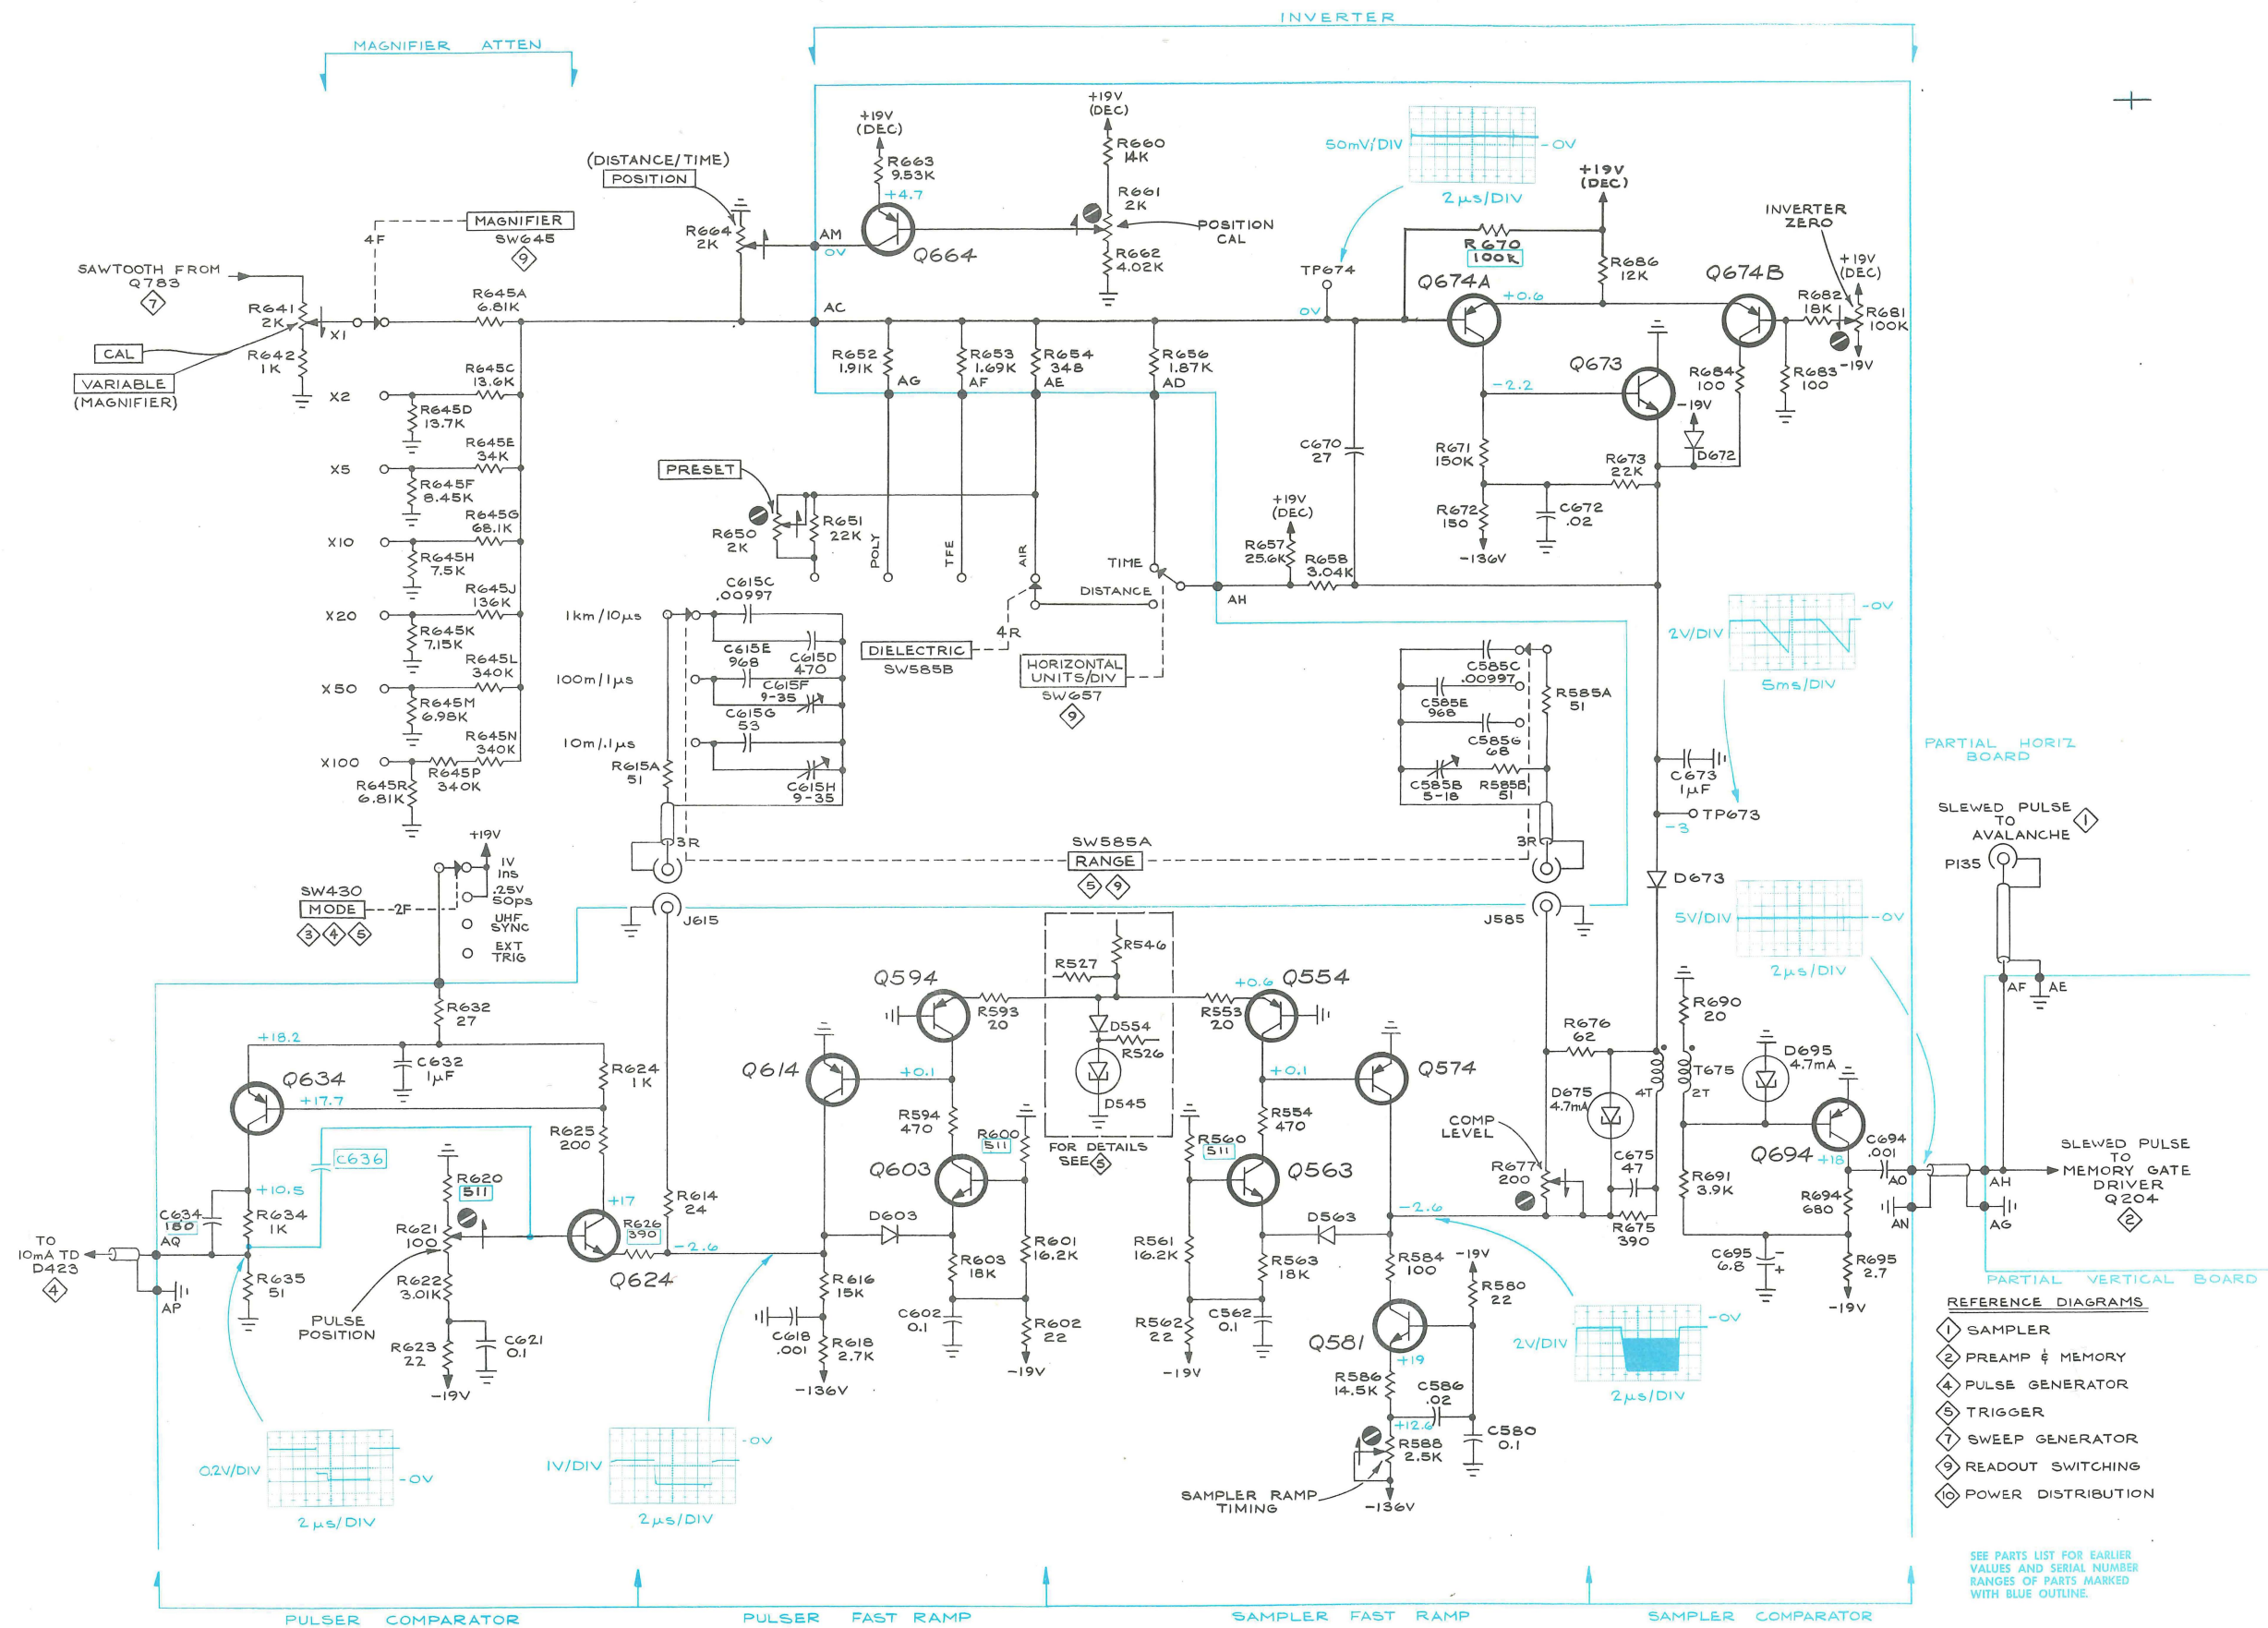 INVERTER
MAGNIFIER ATTEN
+19V
(DEC)
R663
9.53K
+4.7
Q664
+19V
(DEC)
R660
14K
R661
2K
R662
4.02K
POSITION
CAL
(DISTANCE/TIME)
POSITION
R664
2K
AM
0V
AC
50mV/DIV
-0V
2μs/DIV
TP674
0V
+19V
(DEC)
R670
100K
R686
12K
Q674A
+0.6
Q674B
INVERTER
ZERO
+19V
(DEC)
R682
18K
R681
100K
-19V
R683
100
R684
100
Q673
-2.2
-19V
D672
R671
150K
R673
22K
R672
150
C672
.02
-136V
MAGNIFIER
SW645
9
4F
SAWTOOTH FROM
Q783
7
R641
2K
R642
1K
CAL
VARIABLE
(MAGNIFIER)
X1
R645A
6.81K
X2
R645C
13.6K
R645D
13.7K
X5
R645E
34K
R645F
8.45K
X10
R645G
68.1K
R645H
7.5K
X20
R645J
136K
R645K
7.15K
X50
R645L
340K
R645M
6.98K
X100
R645N
340K
R645P
340K
R645R
6.81K
R652
1.91K
AG
R653
1.69K
AF
R654
348
AE
R656
1.87K
AD
C670
27
PRESET
R650
2K
R651
22K
POLY
TFE
AIR
TIME
DISTANCE
+19V
(DEC)
R657
25.6K
R658
3.04K
AH
4R
DIELECTRIC
SW585B
HORIZONTAL
UNITS/DIV
SW657
9
1km/10μs
100m/1μs
10m/.1μs
C615C
.00997
C615E
968
C615D
470
C615F
9-35
C615G
53
C615H
9-35
R615A
51
3R
C585C
.00997
C585E
968
C585G
68
C585B
5-18
R585B
51
R585A
51
3R
SW585A
RANGE
5 9
2V/DIV
-0V
5ms/DIV
C673
1μF
TP673
-3
D673
PARTIAL HORIZ
BOARD
SLEWED PULSE
TO
AVALANCHE
1
P135
AF
AE
5V/DIV
-0V
2μs/DIV
+19V
1V
1ns
.25V
50ps
UHF
SYNC
EXT
TRIG
SW430
MODE
2F
3 4 5
J615
J585
R632
27
+18.2
C632
1μF
R624
1K
Q634
+17.7
R625
200
C636
R620
511
+10.5
C634
180
R634
1K
AQ
TO
10mA TD
D423
4
AP
R635
51
R621
100
R622
3.01K
PULSE
POSITION
R623
22
C621
0.1
-19V
+17
R626
390
Q624
R614
24
-2.6
Q614
Q594
R593
20
+0.1
R594
470
R600
511
Q603
D603
R603
18K
R601
16.2K
R616
15K
C618
.001
R618
2.7K
-136V
C602
0.1
R602
22
-19V
R546
R527
D554
R526
D545
FOR DETAILS
SEE 5
Q554
+0.6
R553
20
+0.1
R554
470
R560
511
Q563
D563
R561
16.2K
R563
18K
R562
22
C562
0.1
-19V
Q574
-2.6
R584
100
-19V
R580
22
Q581
+19
R586
14.5K
C586
.02
+12.6
R588
2.5K
C580
0.1
-136V
SAMPLER RAMP
TIMING
R676
62
D675
4.7mA
COMP
LEVEL
R677
200
C675
47
R675
390
4T
T675
2T
R690
20
D695
4.7mA
Q694
+18
R691
3.9K
C694
.001
R694
680
C695
6.8
R695
2.7
-19V
AO
AN
AH
AG
SLEWED PULSE
TO
MEMORY GATE
DRIVER
Q204
2
PARTIAL VERTICAL BOARD
0.2V/DIV
-0V
2μs/DIV
1V/DIV
-0V
2μs/DIV
2V/DIV
-0V
2μs/DIV
REFERENCE DIAGRAMS
1 SAMPLER
2 PREAMP & MEMORY
4 PULSE GENERATOR
5 TRIGGER
7 SWEEP GENERATOR
9 READOUT SWITCHING
10 POWER DISTRIBUTION
SEE PARTS LIST FOR EARLIER
VALUES AND SERIAL NUMBER
RANGES OF PARTS MARKED
WITH BLUE OUTLINE.
PULSER COMPARATOR
PULSER FAST RAMP
SAMPLER FAST RAMP
SAMPLER COMPARATOR